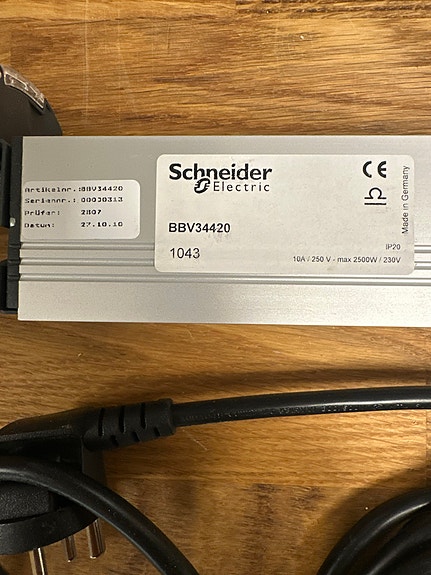 Artikelnr.:BBV34420
Seriennr.: 00000313
Prüfer: 2807
Datum: 27.10.10
Schneider
Electric
BBV34420
1043
CE
Made in Germany
IP20
10A / 250 V - max 2500W / 230V